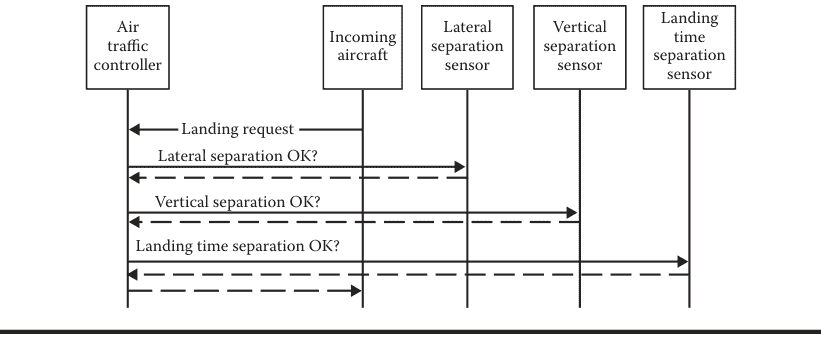 Air
traffic
controller
Incoming
aircraft
Lateral
separation
sensor
Vertical
separation
sensor
Landing
time
separation
sensor
Landing request
Lateral separation OK?
Vertical separation OK?
Landing time separation OK?